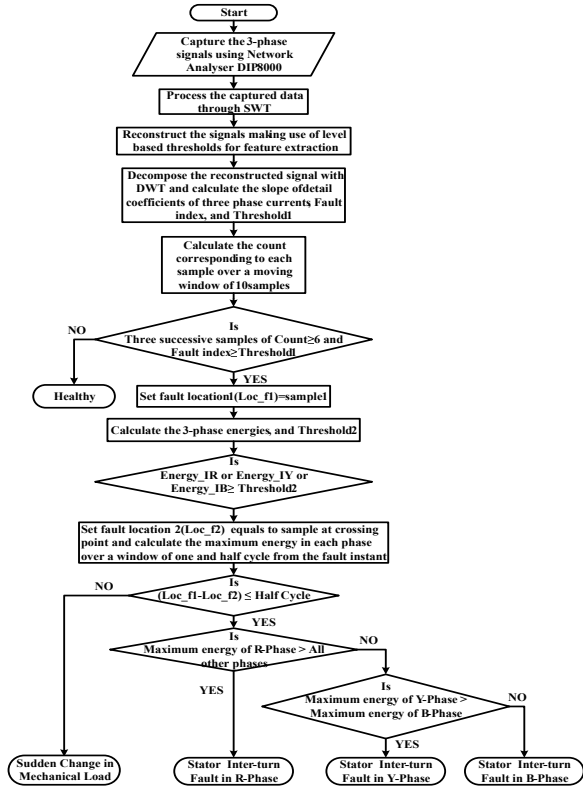 Start
Capture the 3-phase
signals using Network
Analyser DIP8000
Process the captured data
through SWT
Reconstruct the signals making use of level
based thresholds for feature extraction
Decompose the reconstructed signal with
DWT and calculate the slope of detail
coefficients of three phase currents, Fault
index, and Threshold1
Calculate the count
corresponding to each
sample over a moving
window of 10samples
Is
Three successive samples of Count≥6 and
Fault index≥Threshold1
NO
YES
Healthy
Set fault location1(Loc_f1)=sample1
Calculate the 3-phase energies, and Threshold2
Is
Energy_IR or Energy_IY or
Energy_IB≥ Threshold2
Set fault location 2(Loc_f2) equals to sample at crossing
point and calculate the maximum energy in each phase
over a window of one and half cycle from the fault instant
Is
(Loc_f1-Loc_f2) ≤ Half Cycle
NO
YES
Is
Maximum energy of R-Phase > All
other phases
NO
YES
Is
Maximum energy of Y-Phase >
Maximum energy of B-Phase
NO
YES
Sudden Change in
Mechanical Load
Stator Inter-turn
Fault in R-Phase
Stator Inter-turn
Fault in Y-Phase
Stator Inter-turn
Fault in B-Phase